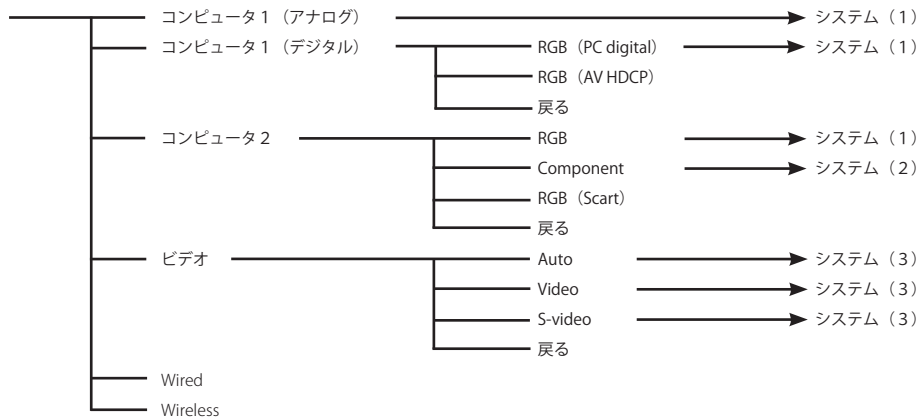 コンピュータ1（アナログ） システム（1）
コンピュータ1（デジタル） RGB（PC digital） システム（1）
RGB（AV HDCP）
戻る
コンピュータ2 RGB システム（1）
Component システム（2）
RGB（Scart）
戻る
ビデオ Auto システム（3）
Video システム（3）
S-video システム（3）
戻る
Wired
Wireless